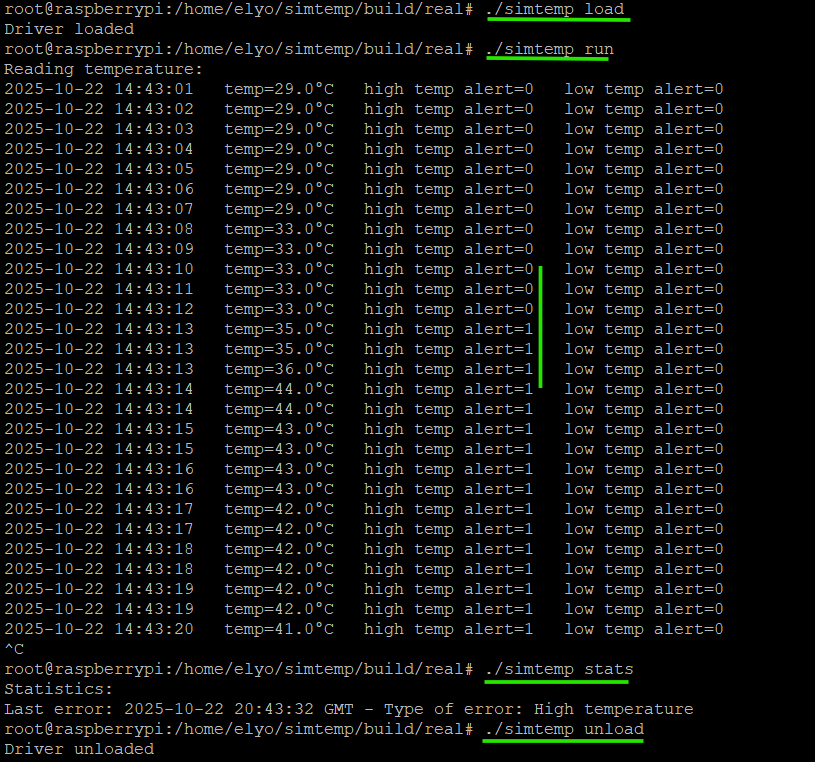 root@raspberrypi:/home/elyo/simtemp/build/real# ./simtemp load
Driver loaded
root@raspberrypi:/home/elyo/simtemp/build/real# ./simtemp run
Reading temperature:
2025-10-22 14:43:01   temp=29.0°C   high temp alert=0   low temp alert=0
2025-10-22 14:43:02   temp=29.0°C   high temp alert=0   low temp alert=0
2025-10-22 14:43:03   temp=29.0°C   high temp alert=0   low temp alert=0
2025-10-22 14:43:04   temp=29.0°C   high temp alert=0   low temp alert=0
2025-10-22 14:43:05   temp=29.0°C   high temp alert=0   low temp alert=0
2025-10-22 14:43:06   temp=29.0°C   high temp alert=0   low temp alert=0
2025-10-22 14:43:07   temp=29.0°C   high temp alert=0   low temp alert=0
2025-10-22 14:43:08   temp=33.0°C   high temp alert=0   low temp alert=0
2025-10-22 14:43:09   temp=33.0°C   high temp alert=0   low temp alert=0
2025-10-22 14:43:10   temp=33.0°C   high temp alert=0   low temp alert=0
2025-10-22 14:43:11   temp=33.0°C   high temp alert=0   low temp alert=0
2025-10-22 14:43:12   temp=33.0°C   high temp alert=0   low temp alert=0
2025-10-22 14:43:13   temp=35.0°C   high temp alert=1   low temp alert=0
2025-10-22 14:43:13   temp=35.0°C   high temp alert=1   low temp alert=0
2025-10-22 14:43:13   temp=36.0°C   high temp alert=1   low temp alert=0
2025-10-22 14:43:14   temp=44.0°C   high temp alert=1   low temp alert=0
2025-10-22 14:43:14   temp=44.0°C   high temp alert=1   low temp alert=0
2025-10-22 14:43:15   temp=43.0°C   high temp alert=1   low temp alert=0
2025-10-22 14:43:15   temp=43.0°C   high temp alert=1   low temp alert=0
2025-10-22 14:43:16   temp=43.0°C   high temp alert=1   low temp alert=0
2025-10-22 14:43:16   temp=43.0°C   high temp alert=1   low temp alert=0
2025-10-22 14:43:17   temp=42.0°C   high temp alert=1   low temp alert=0
2025-10-22 14:43:17   temp=42.0°C   high temp alert=1   low temp alert=0
2025-10-22 14:43:18   temp=42.0°C   high temp alert=1   low temp alert=0
2025-10-22 14:43:18   temp=42.0°C   high temp alert=1   low temp alert=0
2025-10-22 14:43:19   temp=42.0°C   high temp alert=1   low temp alert=0
2025-10-22 14:43:19   temp=42.0°C   high temp alert=1   low temp alert=0
2025-10-22 14:43:20   temp=41.0°C   high temp alert=1   low temp alert=0
^C
root@raspberrypi:/home/elyo/simtemp/build/real# ./simtemp stats
Statistics:
Last error: 2025-10-22 20:43:32 GMT - Type of error: High temperature
root@raspberrypi:/home/elyo/simtemp/build/real# ./simtemp unload
Driver unloaded